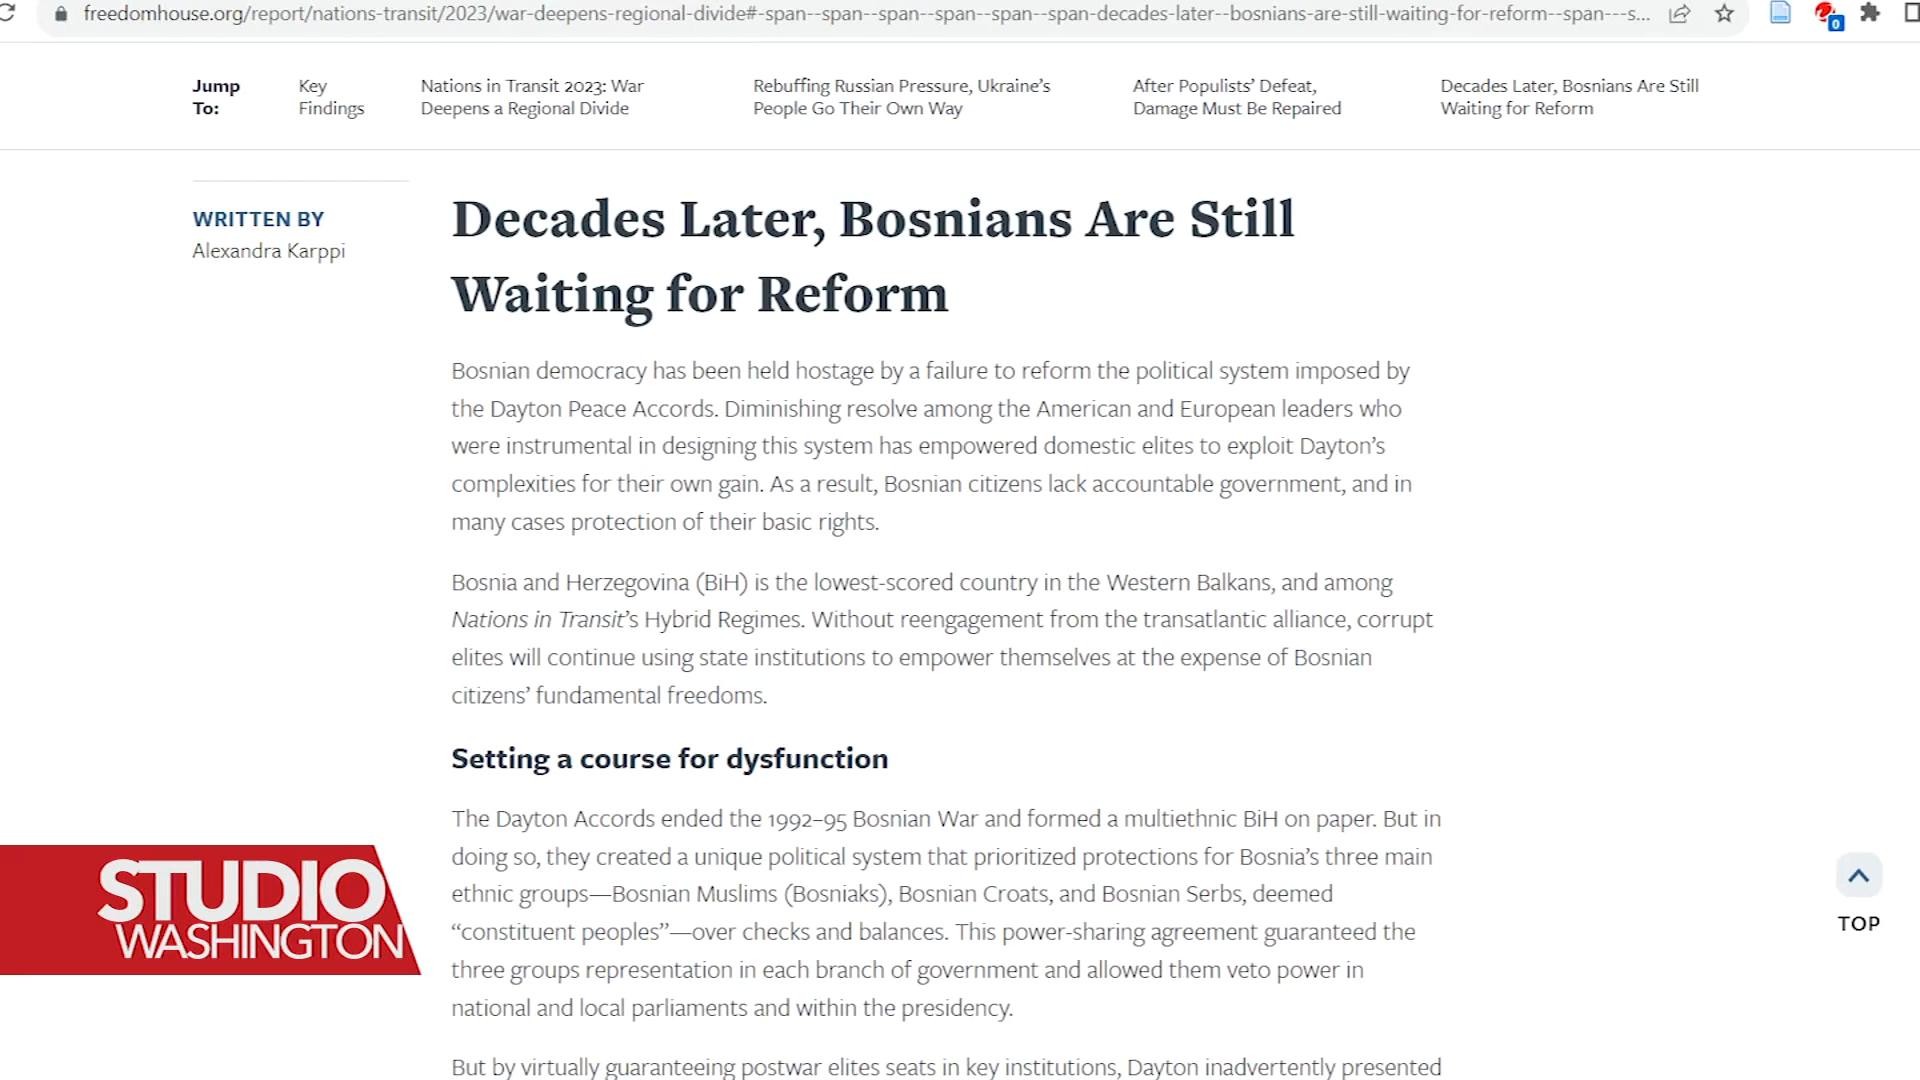 freedomhouse.org/report/nations-transit/2023/war-deepens-regional-divide#-span--span--span--span--span--span-decades-later--bosnians-are-still-waiting-for-reform--span---s...
0
Jump
To:
Key
Findings
Nations in Transit 2023: War
Deepens a Regional Divide
Rebuffing Russian Pressure, Ukraine’s
People Go Their Own Way
After Populists’ Defeat,
Damage Must Be Repaired
Decades Later, Bosnians Are Still
Waiting for Reform
WRITTEN BY
Alexandra Karppi
Decades Later, Bosnians Are Still
Waiting for Reform
Bosnian democracy has been held hostage by a failure to reform the political system imposed by
the Dayton Peace Accords. Diminishing resolve among the American and European leaders who
were instrumental in designing this system has empowered domestic elites to exploit Dayton’s
complexities for their own gain. As a result, Bosnian citizens lack accountable government, and in
many cases protection of their basic rights.
Bosnia and Herzegovina (BiH) is the lowest-scored country in the Western Balkans, and among
Nations in Transit’s Hybrid Regimes. Without reengagement from the transatlantic alliance, corrupt
elites will continue using state institutions to empower themselves at the expense of Bosnian
citizens’ fundamental freedoms.
Setting a course for dysfunction
The Dayton Accords ended the 1992–95 Bosnian War and formed a multiethnic BiH on paper. But in
doing so, they created a unique political system that prioritized protections for Bosnia’s three main
ethnic groups—Bosnian Muslims (Bosniaks), Bosnian Croats, and Bosnian Serbs, deemed
“constituent peoples”—over checks and balances. This power-sharing agreement guaranteed the
three groups representation in each branch of government and allowed them veto power in
national and local parliaments and within the presidency.
But by virtually guaranteeing postwar elites seats in key institutions, Dayton inadvertently presented
TOP
STUDIO
WASHINGTON